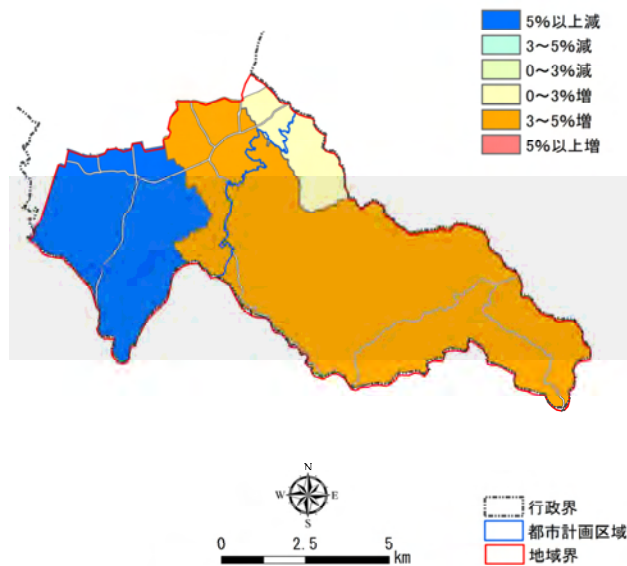 5%以上減
3～5%減
0～3%減
0～3%増
3～5%増
5%以上増
N
W E
S
0 2.5 5
km
行政界
都市計画区域
地域界